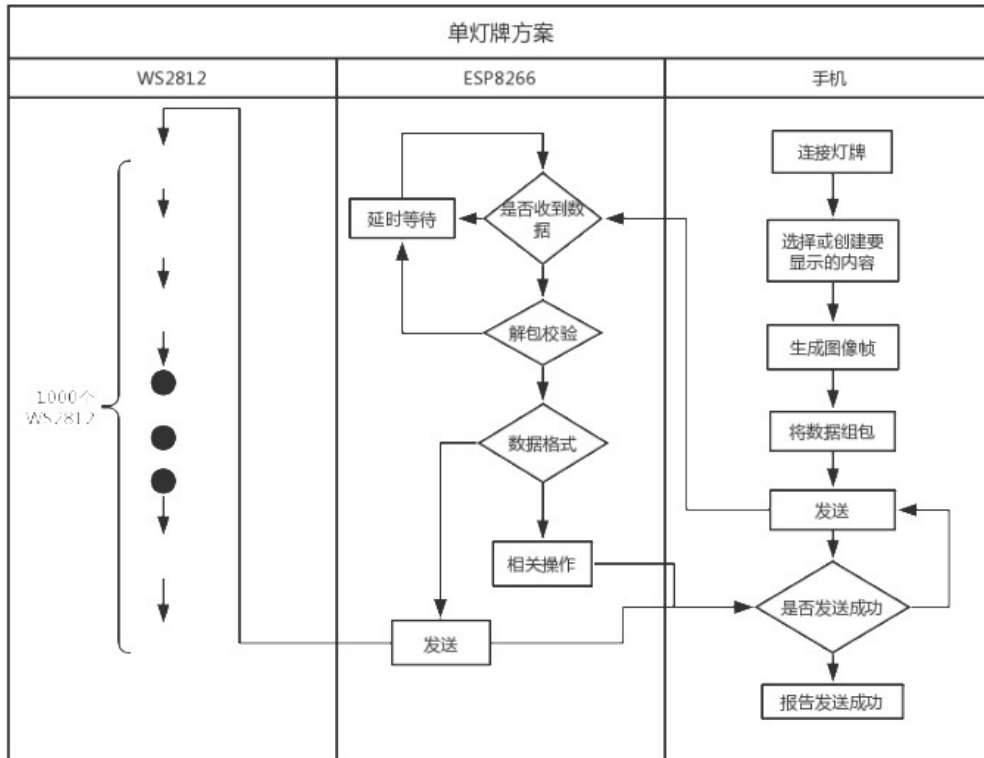 单灯牌方案
WS2812
ESP8266
手机
1000个
WS2812
延时等待
是否收到数
据
解包校验
数据格式
相关操作
发送
连接灯牌
选择或创建要
显示的内容
生成图像帧
将数据组包
发送
是否发送成功
报告发送成功